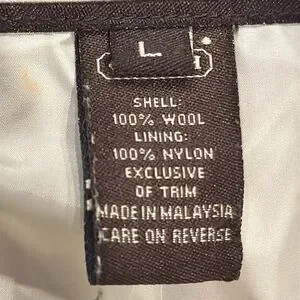 L
SHELL:
100% WOOL
LINING:
100% NYLON
EXCLUSIVE
OF TRIM
MADE IN MALAYSIA
CARE ON REVERSE